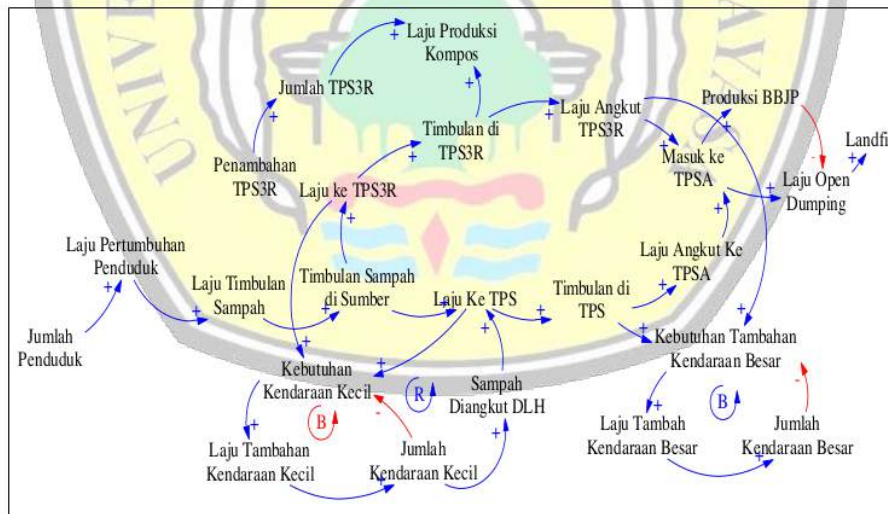 Laju Produksi
Kompos
Jumlah TPS3R
Timbulan di
TPS3R
Laju Angkut
TPS3R
Produksi BBJP
Landfi
Masuk ke
TPSA
Penambahan
TPS3R
Laju ke TPS3R
Laju Open
Dumping
Laju Pertumbuhan
Penduduk
Laju Timbulan
Sampah
Timbulan Sampah
di Sumber
Laju Ke TPS
Timbulan di
TPS
Laju Angkut Ke
TPSA
Jumlah
Penduduk
Kebutuhan
Kendaraan Kecil
Sampah
Diangkut DLH
Kebutuhan Tambahan
Kendaraan Besar
R
B
B
Laju Tambahan
Kendaraan Kecil
Jumlah
Kendaraan Kecil
Laju Tambah
Kendaraan Besar
Jumlah
Kendaraan Besar
UNIVE
AYA